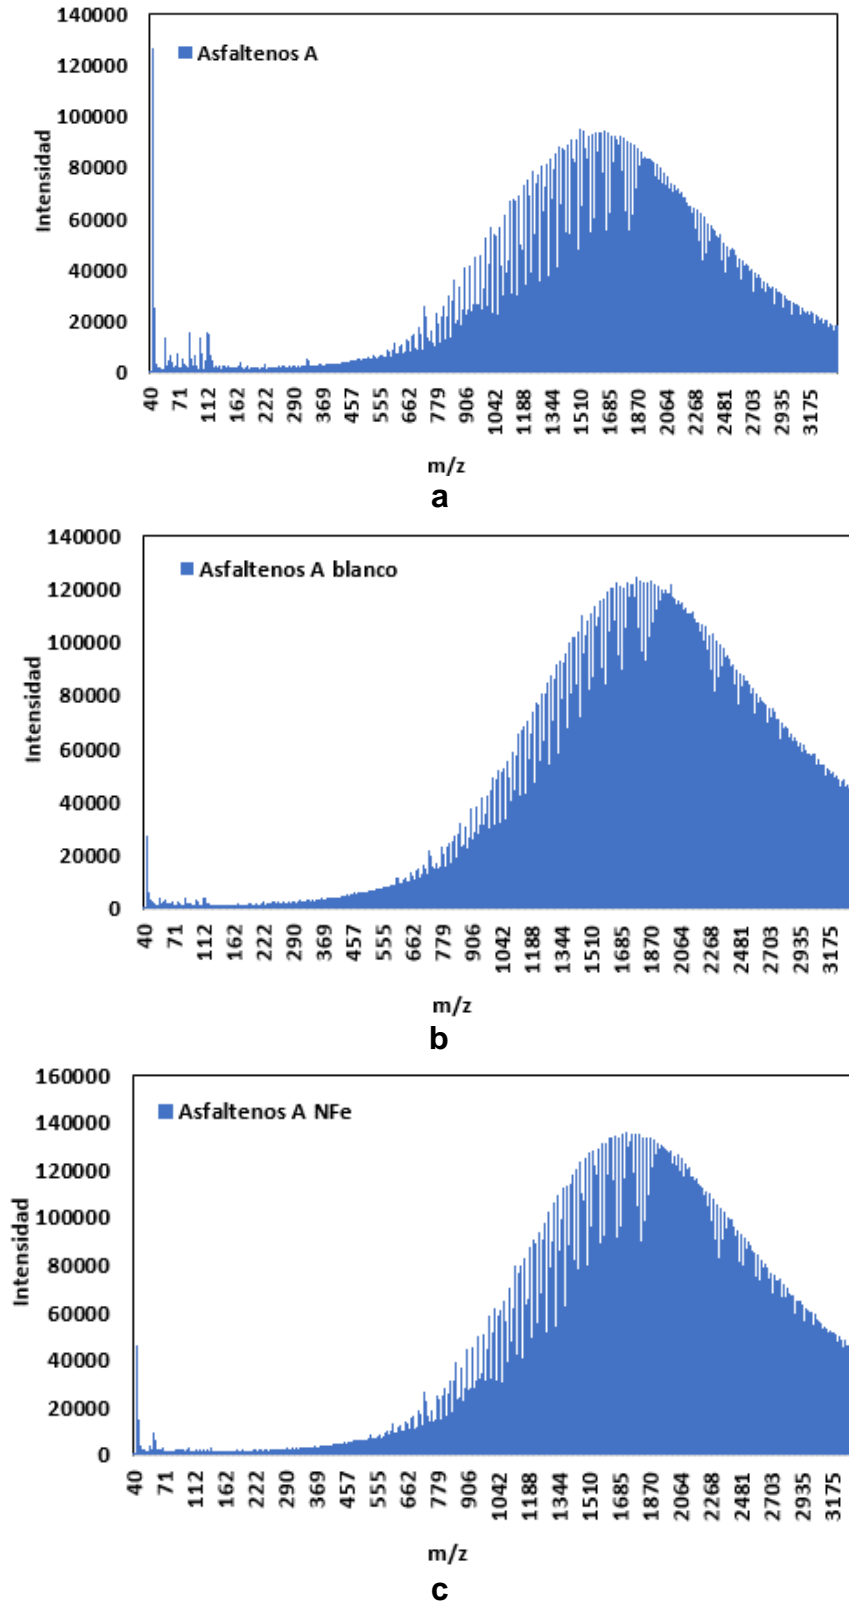 140000
Asfaltenos A
120000
100000
80000
60000
40000
20000
0
Intensidad
40 71 112 162 222 290 369 457 555 662 779 906 1042 1188 1344 1510 1685 1870 2064 2268 2481 2703 2935 3175
m/z
a
140000
Asfaltenos A blanco
120000
100000
80000
60000
40000
20000
0
Intensidad
40 71 112 162 222 290 369 457 555 662 779 906 1042 1188 1344 1510 1685 1870 2064 2268 2481 2703 2935 3175
m/z
b
160000
Asfaltenos A NFe
140000
120000
100000
80000
60000
40000
20000
0
Intensidad
40 71 112 192 222 290 369 457 555 662 779 906 1042 1188 1344 1510 1685 1870 2064 2268 2481 2703 2935 3175
m/z
c